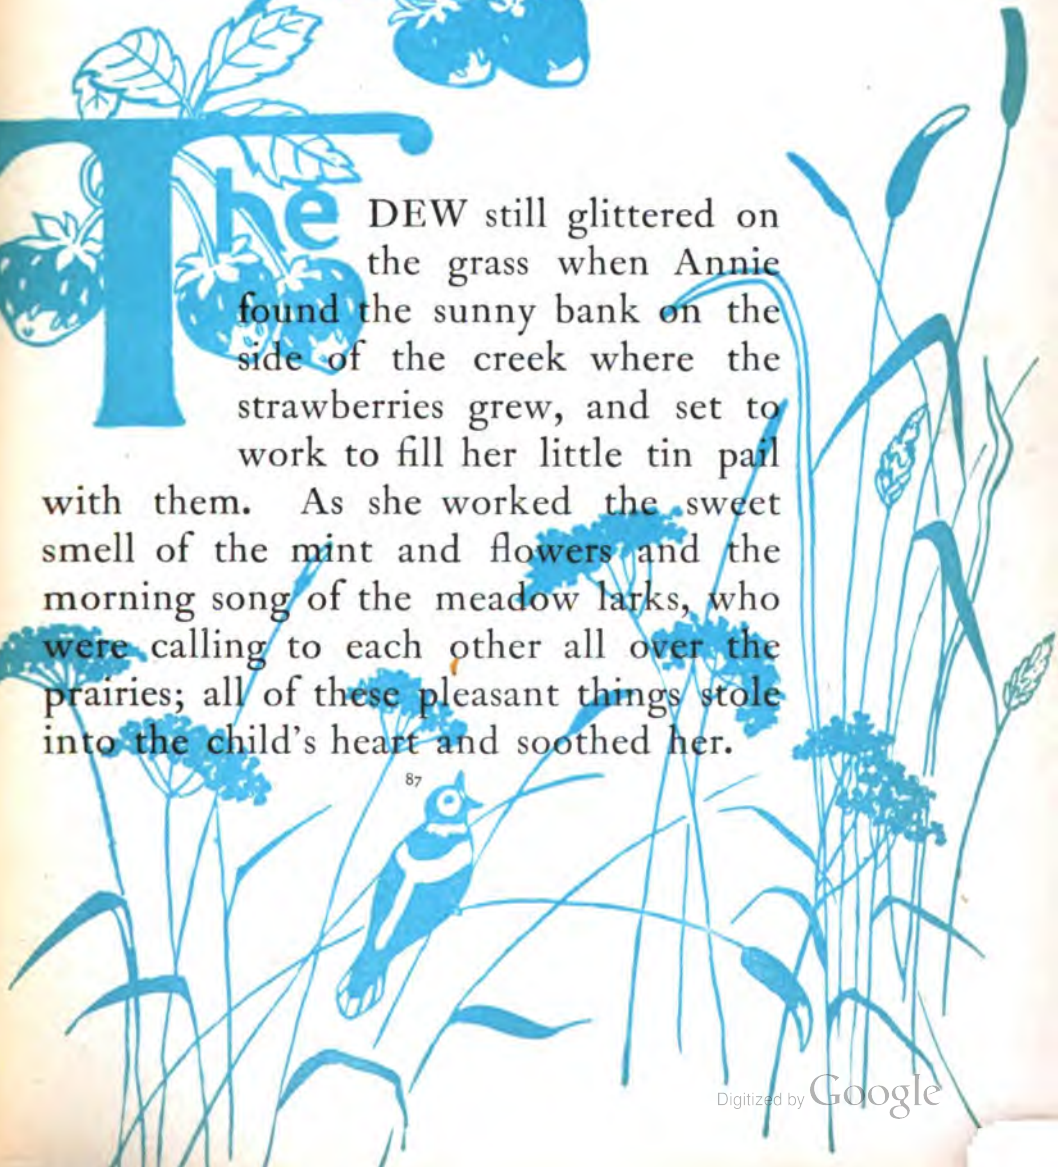 The DEW still glittered on
the grass when Annie
found the sunny bank on the
side of the creek where the
strawberries grew, and set to
work to fill her little tin pail
with them. As she worked the sweet
smell of the mint and flowers and the
morning song of the meadow larks, who
were calling to each other all over the
prairies; all of these pleasant things stole
into the child's heart and soothed her.
87
Digitized by Google